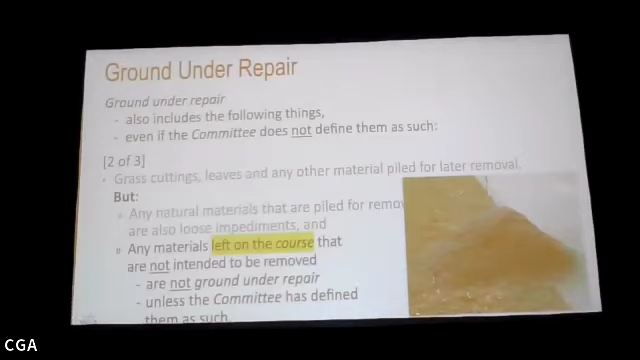 Ground Under Repair
Ground under repair
- also includes the following things,
- even if the Committee does not define them as such:
[2 of 3]
• Grass cuttings, leaves and any other material piled for later removal.
But:
» Any natural materials that are piled for remov
are also loose impediments, and
» Any materials left on the course that
are not intended to be removed
- are not ground under repair
- unless the Committee has defined
them as such.
CGA